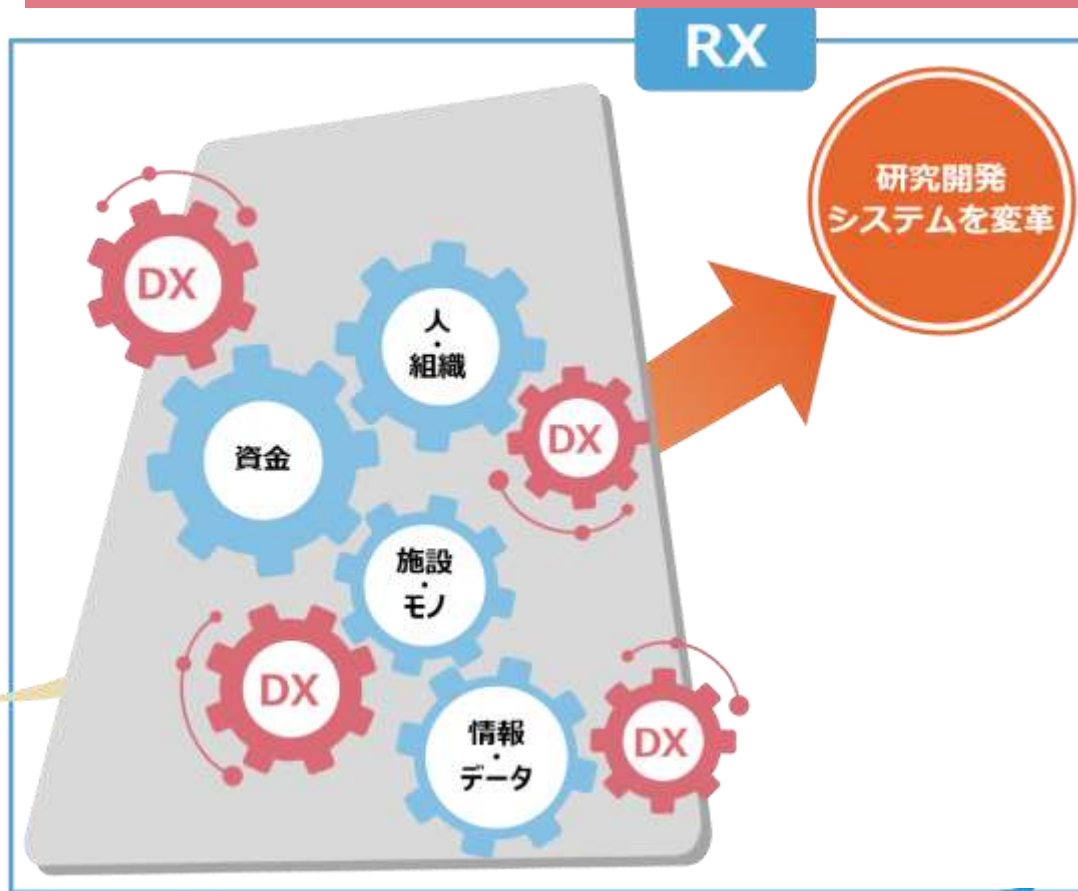 RX
研究開発
システムを変革
DX
人
・
組織
DX
資金
施設
・
モノ
DX
情報
・
データ
DX